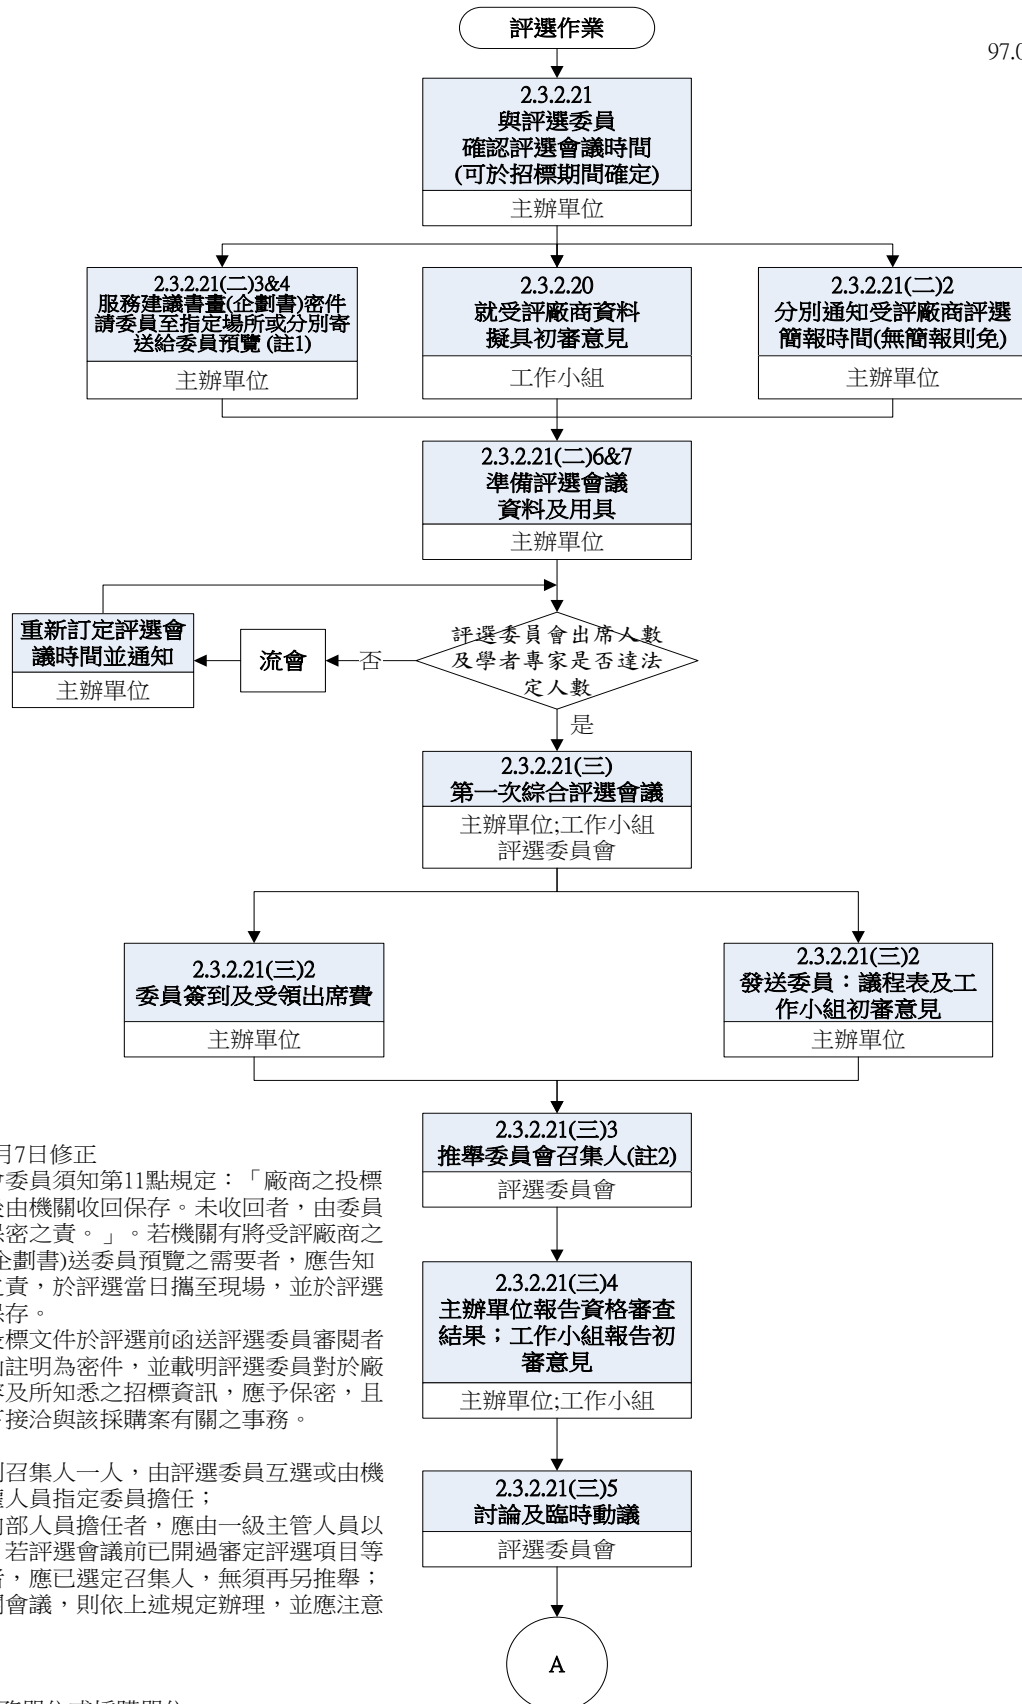 評選作業
97.0
2.3.2.21
與評選委員
確認評選會議時間
(可於招標期間確定)
主辦單位
2.3.2.21(二)3&4
服務建議書畫(企劃書)密件
請委員至指定場所或分別寄
送給委員預覽 (註1)
主辦單位
2.3.2.20
就受評廠商資料
擬具初審意見
工作小組
2.3.2.21(二)2
分別通知受評廠商評選
簡報時間(無簡報則免)
主辦單位
2.3.2.21(二)6&7
準備評選會議
資料及用具
主辦單位
重新訂定評選會
議時間並通知
主辦單位
流會
否
評選委員會出席人數
及學者專家是否達法
定人數
是
2.3.2.21(三)
第一次綜合評選會議
主辦單位;工作小組
評選委員會
2.3.2.21(三)2
委員簽到及受領出席費
主辦單位
2.3.2.21(三)2
發送委員：議程表及工
作小組初審意見
主辦單位
2.3.2.21(三)3
推舉委員會召集人(註2)
評選委員會
2.3.2.21(三)4
主辦單位報告資格審查
結果；工作小組報告初
審意見
主辦單位;工作小組
2.3.2.21(三)5
討論及臨時動議
評選委員會
A
月7日修正
會委員須知第11點規定：「廠商之投標
後由機關收回保存。未收回者，由委員
保密之責。」。若機關有將受評廠商之
企劃書)送委員預覽之需要者，應告知
之責，於評選當日攜至現場，並於評選
保存。
投標文件於評選前函送評選委員審閱者
函註明為密件，並載明評選委員對於廠
容及所知悉之招標資訊，應予保密，且
下接洽與該採購案有關之事務。
召集人一人，由評選委員互選或由機
權人員指定委員擔任；
內部人員擔任者，應由一級主管人員以
若評選會議前已開過審定評選項目等
者，應已選定召集人，無須再另推舉；
開會議，則依上述規定辦理，並應注意